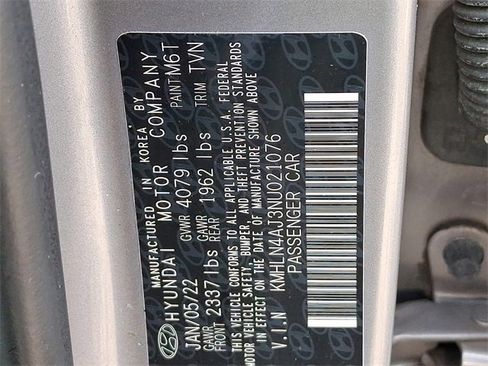 MANUFACTURED IN KOREA BY
HYUNDAI MOTOR COMPANY
JAN/05/22 GVWR 4079 lbs PAINT M6T
GAWR FRONT 2337 lbs GAWR REAR 1962 lbs TRIM TVN
THIS VEHICLE CONFORMS TO ALL APPLICABLE U.S.A. FEDERAL
MOTOR VEHICLE SAFETY, BUMPER, AND THEFT PREVENTION STANDARDS
IN EFFECT ON THE DATE OF MANUFACTURE SHOWN ABOVE
V.I.N KMHLN4AJ3NU021076
PASSENGER CAR